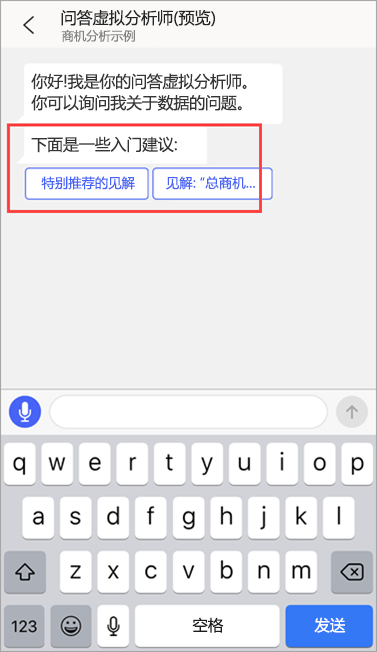 问答虚拟分析师(预览)
商机分析示例
你好!我是你的问答虚拟分析师。
你可以询问我关于数据的问题。
下面是一些入门建议:
特别推荐的见解 见解: “总商机...
q w e r t y u i o p
a s d f g h j k l
z x c v b n m
123 空格 发送